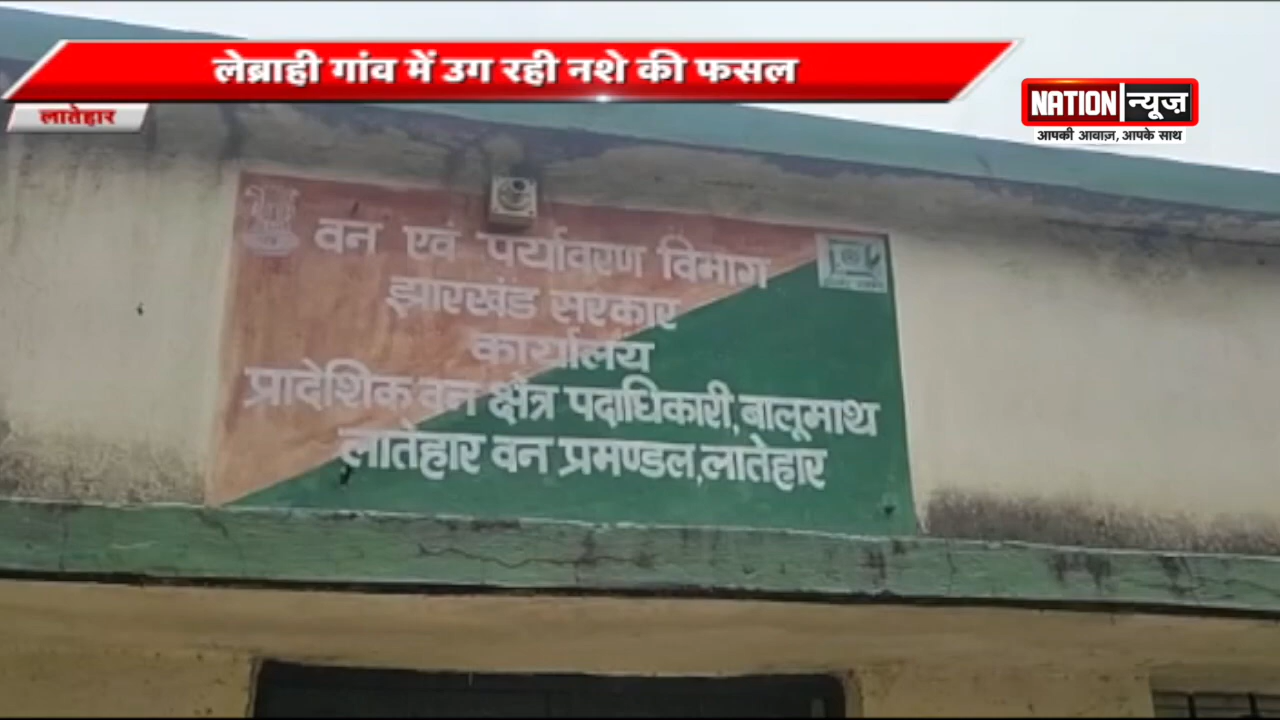 लेब्राही गांव में उग रही नशे की फसल
लातेहार
NATION न्यूज़
आपकी आवाज़, आपके साथ
वन एवं पर्यावरण विभाग
झारखंड सरकार
कार्यालय
प्रादेशिक वन क्षेत्र पदाधिकारी, बालूमाथ
लातेहार वन प्रमण्डल, लातेहार